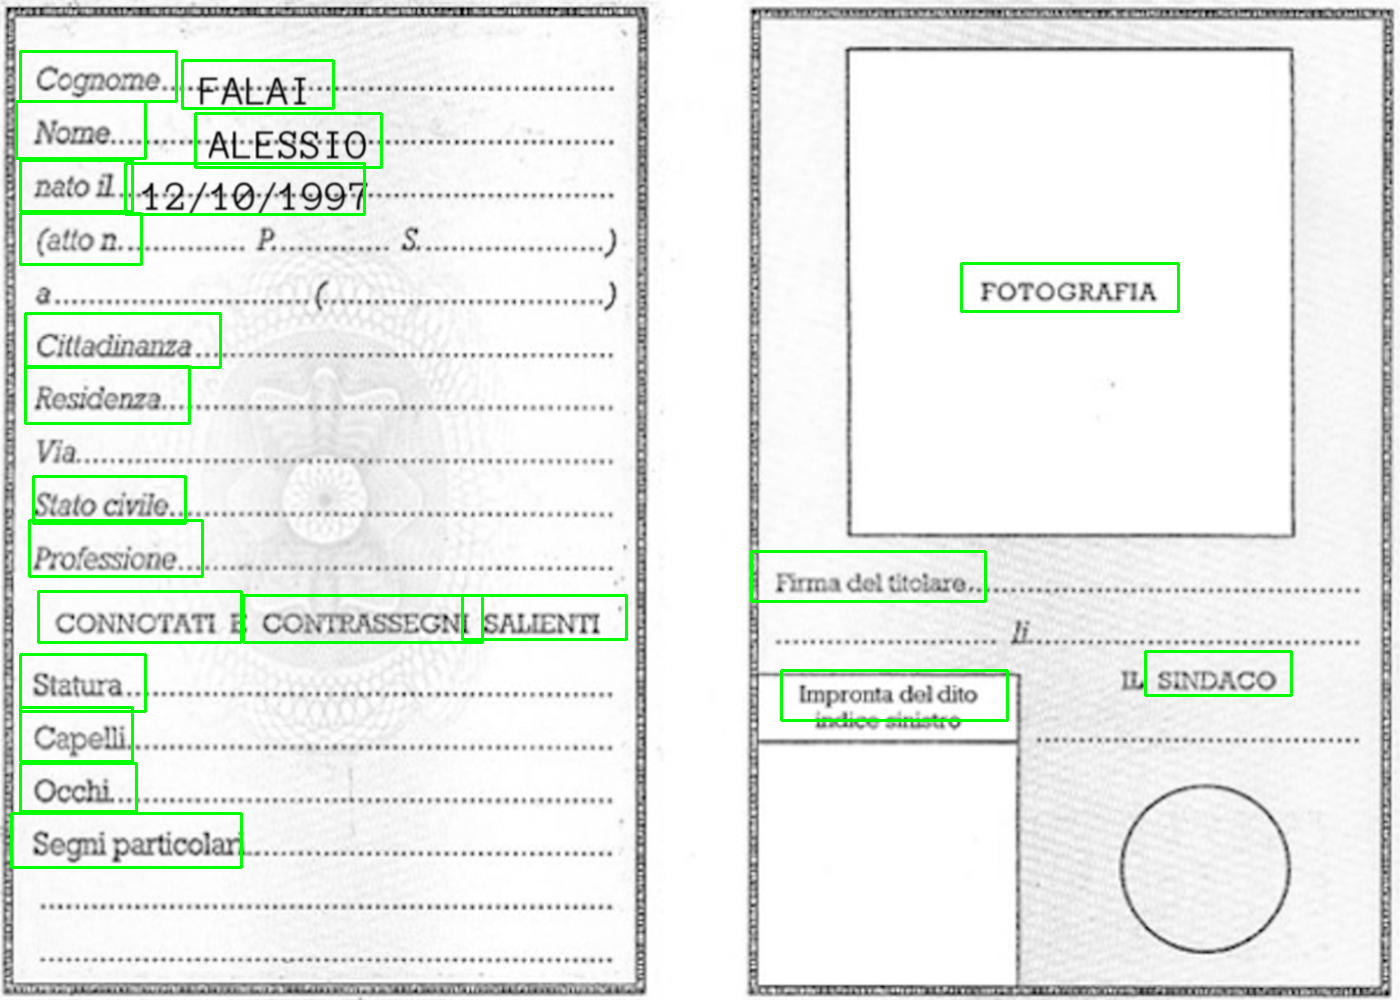 Cognome FALAI
Nome ALESSIO
nato il 12/10/1997
(atto n. P. S. )
a ( )
Cittadinanza
Residenza
Via
Stato civile
Professione
CONNOTATI E CONTRASSEGNI SALIENTI
Statura
Capelli
Occhi
Segni particolari
FOTOGRAFIA
Firma del titolare
li
IL SINDACO
Impronta del dito
indice sinistro